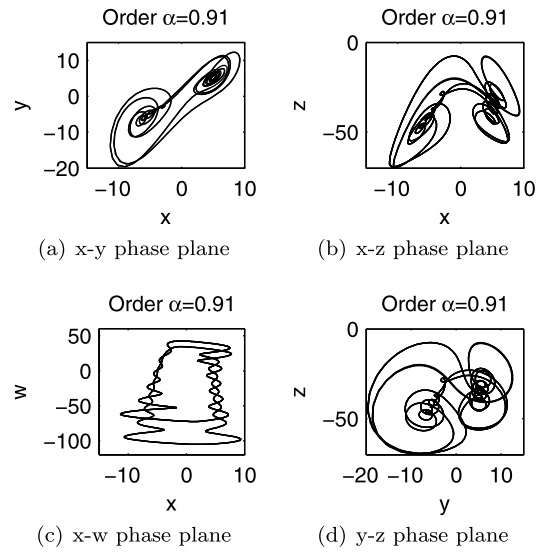 Order α=0.91
15
10
0
−10
−20
y
−10
0
10
x
(a) x-y phase plane
Order α=0.91
0
−50
z
−10
0
10
x
(b) x-z phase plane
Order α=0.91
50
0
−50
−100
w
−10
0
10
x
(c) x-w phase plane
Order α=0.91
0
−50
z
−20 −10 0 10
y
(d) y-z phase plane